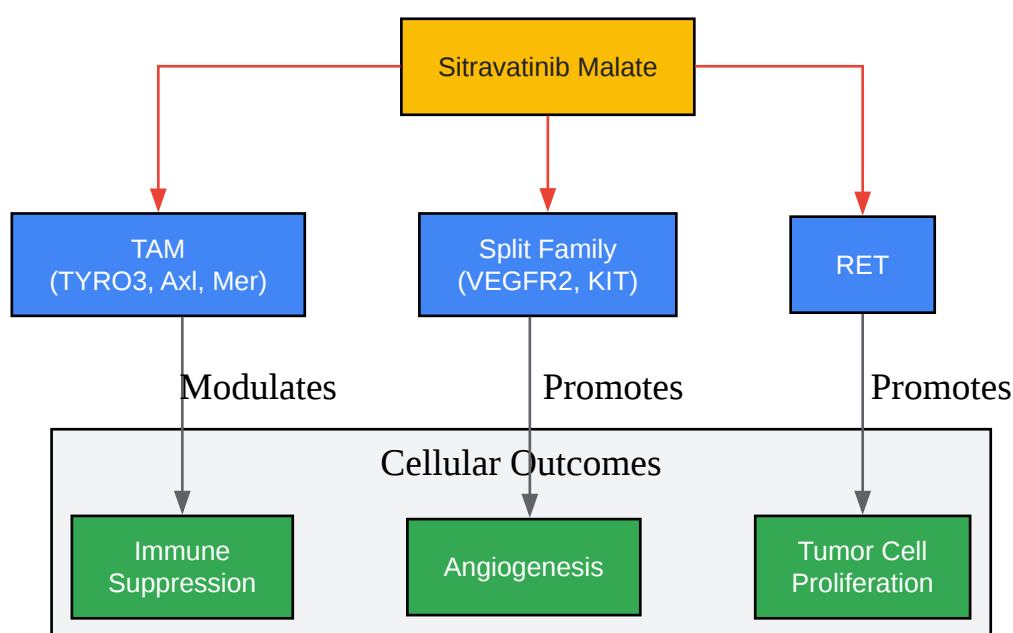 Sitravatinib Malate
TAM
(TYRO3, Axl, Mer)
Split Family
(VEGFR2, KIT)
RET
Modulates
Promotes
Promotes
Cellular Outcomes
Immune
Suppression
Angiogenesis
Tumor Cell
Proliferation